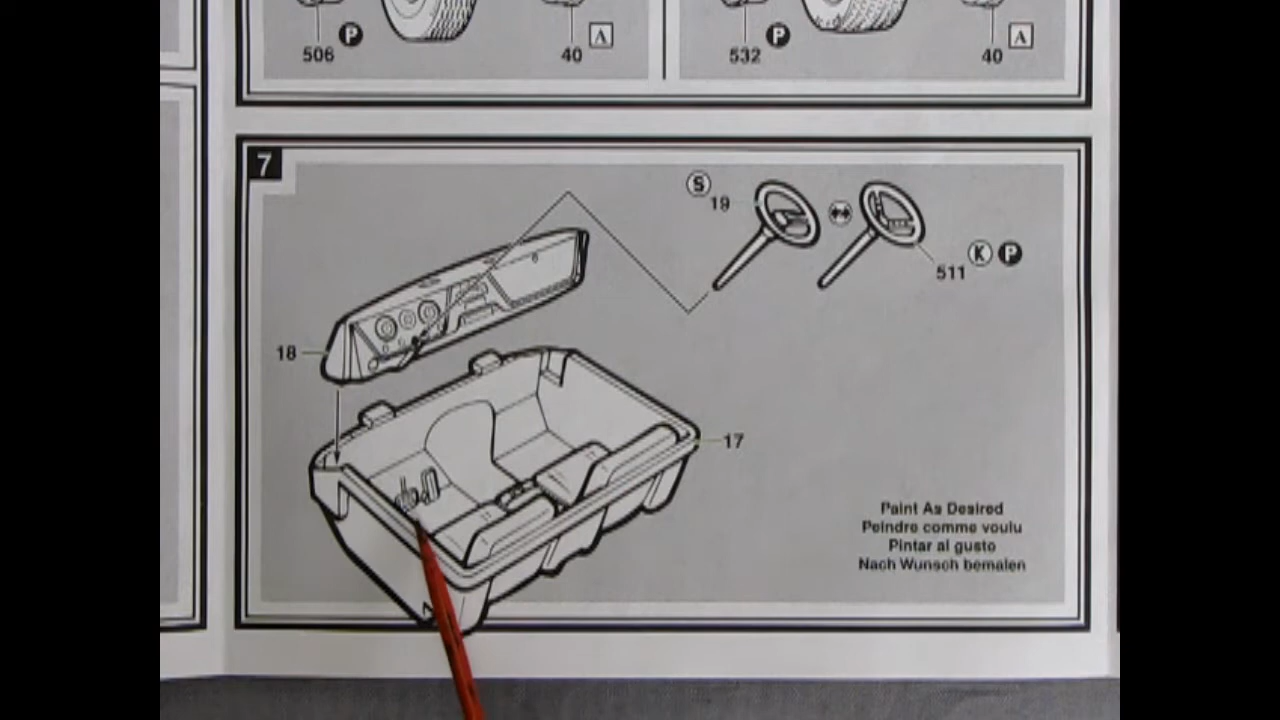 506 P 40 A 532 P 40 A
7
S 19
511 K P
18
17
Paint As Desired
Peindre comme voulu
Pintar al gusto
Nach Wunsch bemalen